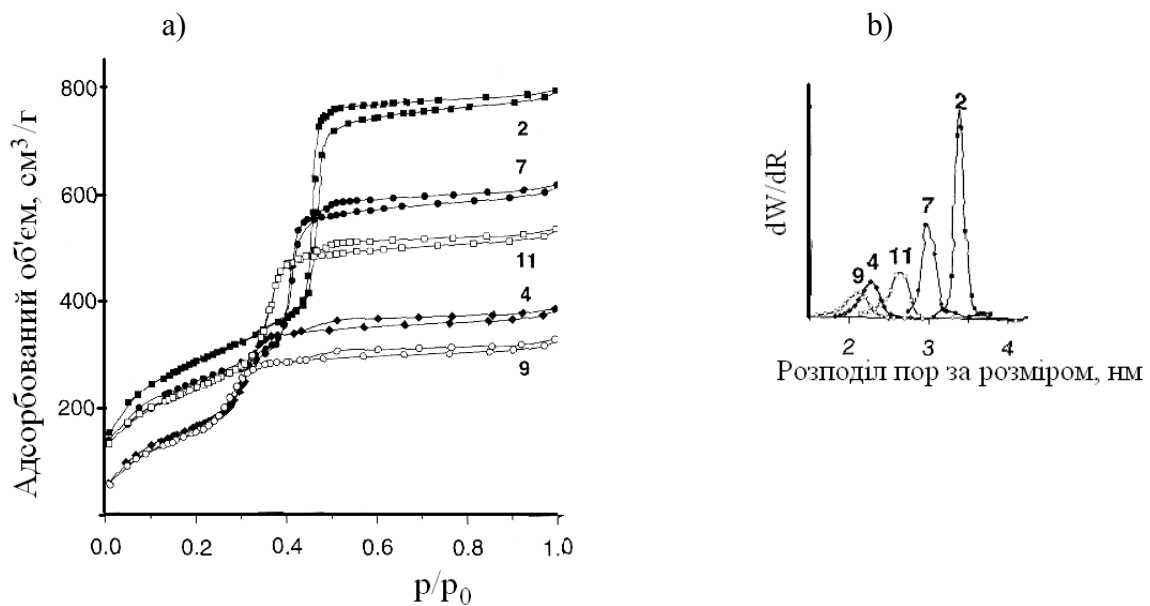 a)
b)
Адсорбований об'єм, см³/г
800
600
400
200
2
7
11
4
9
0.0 0.2 0.4 0.6 0.8 1.0
p/p₀
dW/dR
9 4 11 7 2
2 3 4
Розподіл пор за розміром, нм